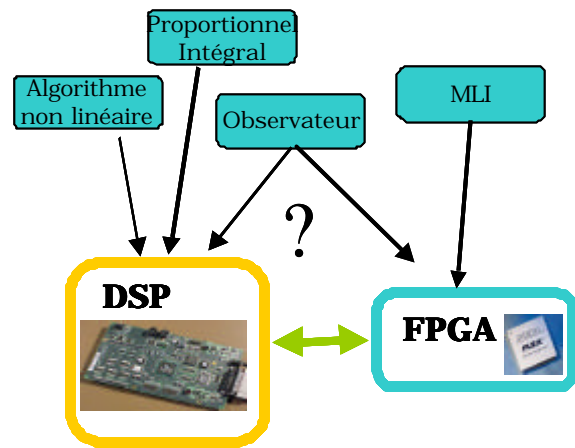 Proportionnel
Intégral
Algorithme
non linéaire
Observateur
MLI
?
DSP
FPGA